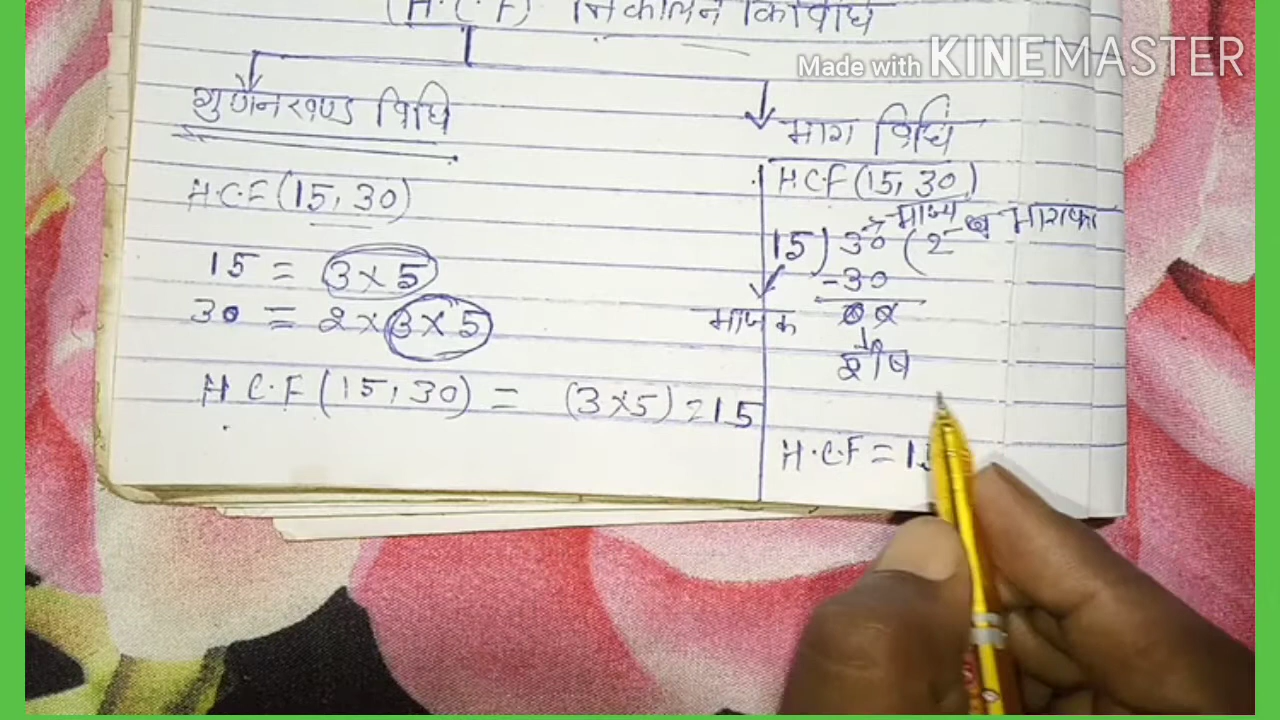 (H.C.F) निकालने कि विधि
Made with KINEMASTER
गुणनखण्ड विधि
H.C.F(15,30)
15 = 3×5
30 = 2×3×5
H.C.F(15,30) = (3×5)=15
भाग विधि
H.C.F(15,30)
भाज्य भागफल
15)30(2
-30
00
भाजक
शेष
H.C.F=15